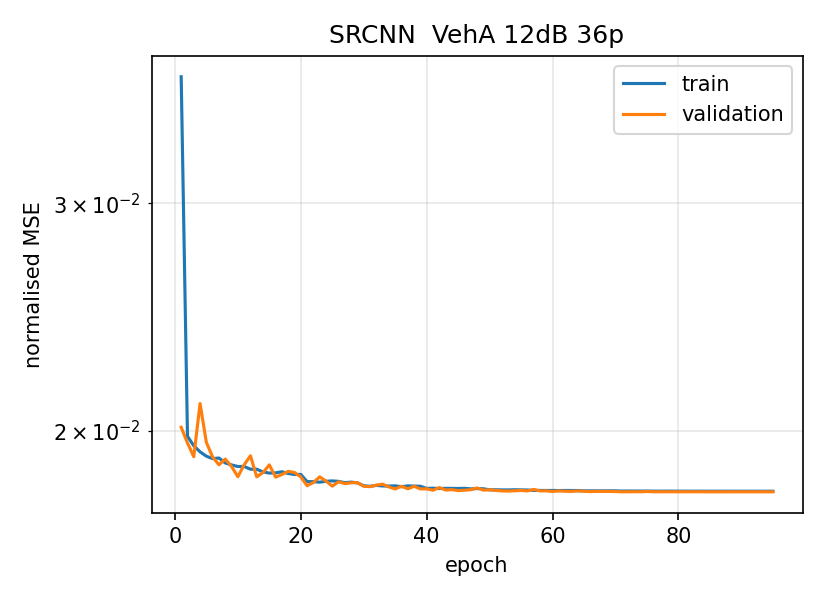 SRCNN  VehA 12dB 36p
train
validation
normalised MSE
3 × 10⁻²
2 × 10⁻²
0 20 40 60 80
epoch